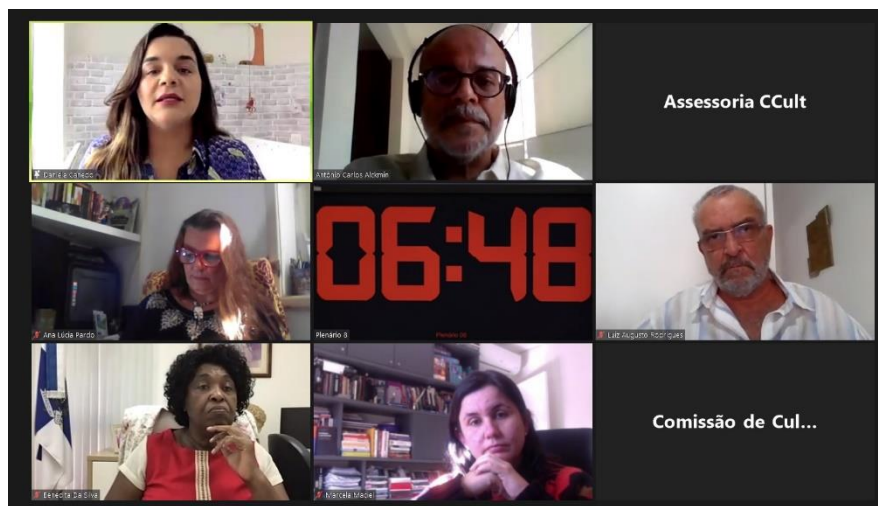 Daniele Canedo
Antônio Carlos Alckmin
Assessoria CCult
Ana Lúcia Pardo
06:48
Plenário 8
Luiz Augusto Rodrigues
Benedita Da Silva
Marcela Maciel
Comissão de Cul...